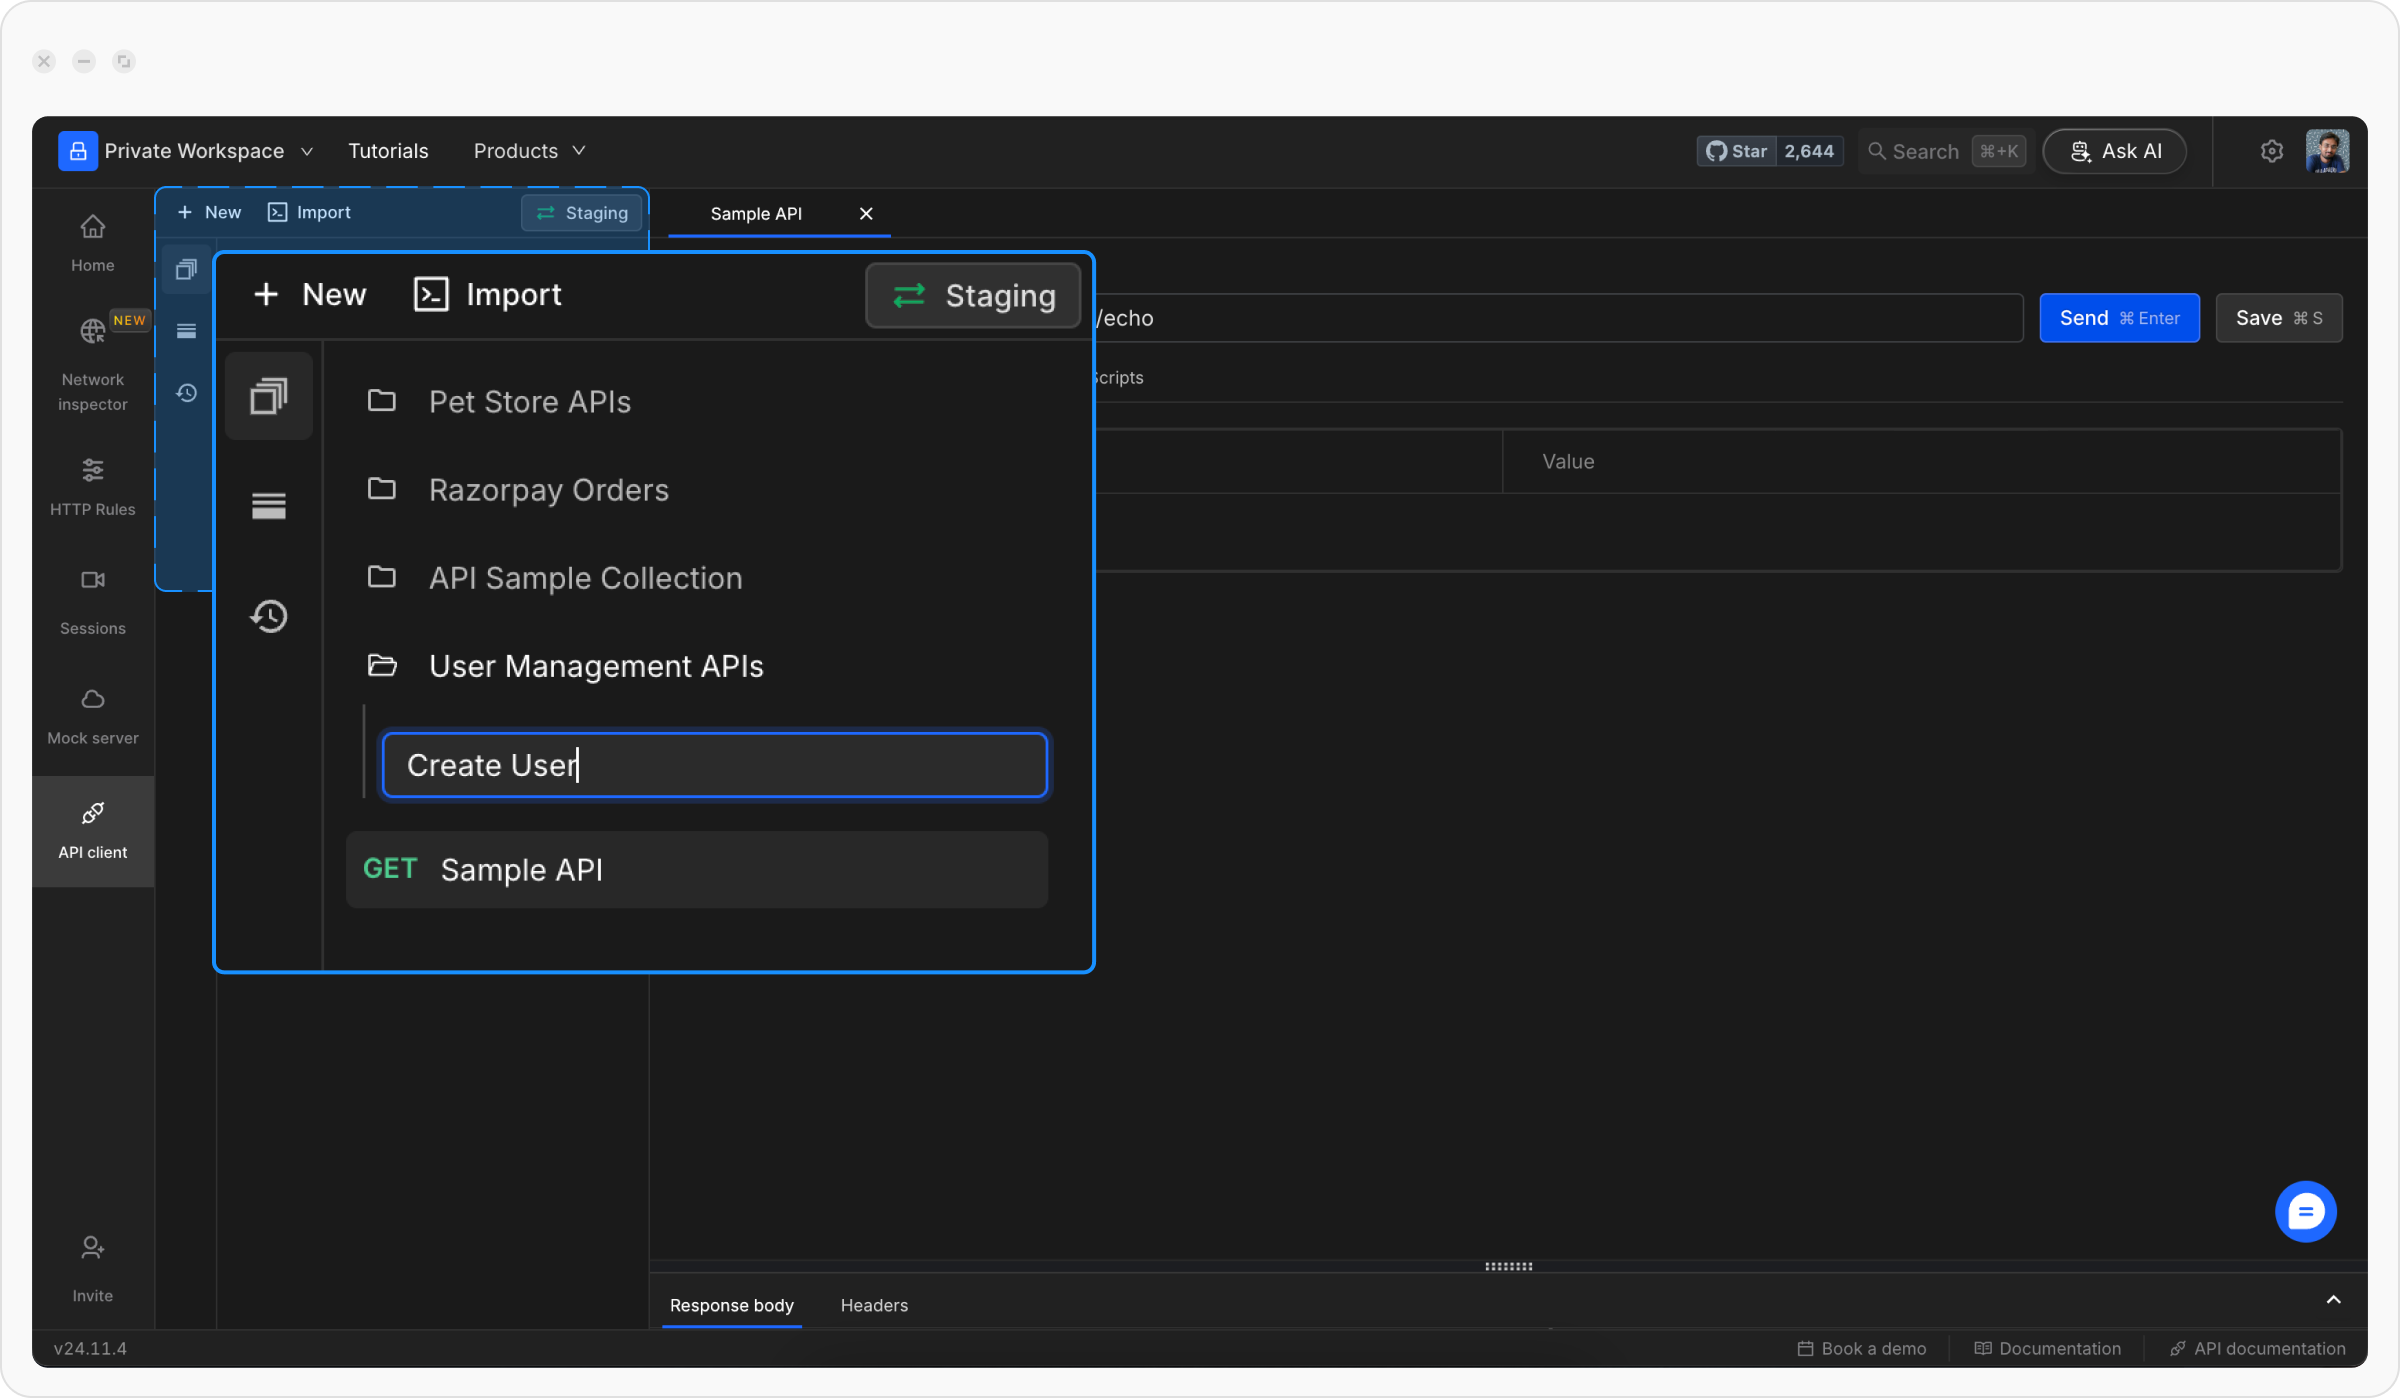 Private Workspace
Tutorials
Products
Star 2,644
Search ⌘+K
Ask AI
Home
NEW
Network
inspector
HTTP Rules
Sessions
Mock server
API client
Invite
+ New
Import
Staging
Sample API
+ New
Import
Staging
Pet Store APIs
Razorpay Orders
API Sample Collection
User Management APIs
Create User
GET Sample API
/echo
Send ⌘ Enter
Save ⌘ S
Value
Response body
Headers
v24.11.4
Book a demo
Documentation
API documentation